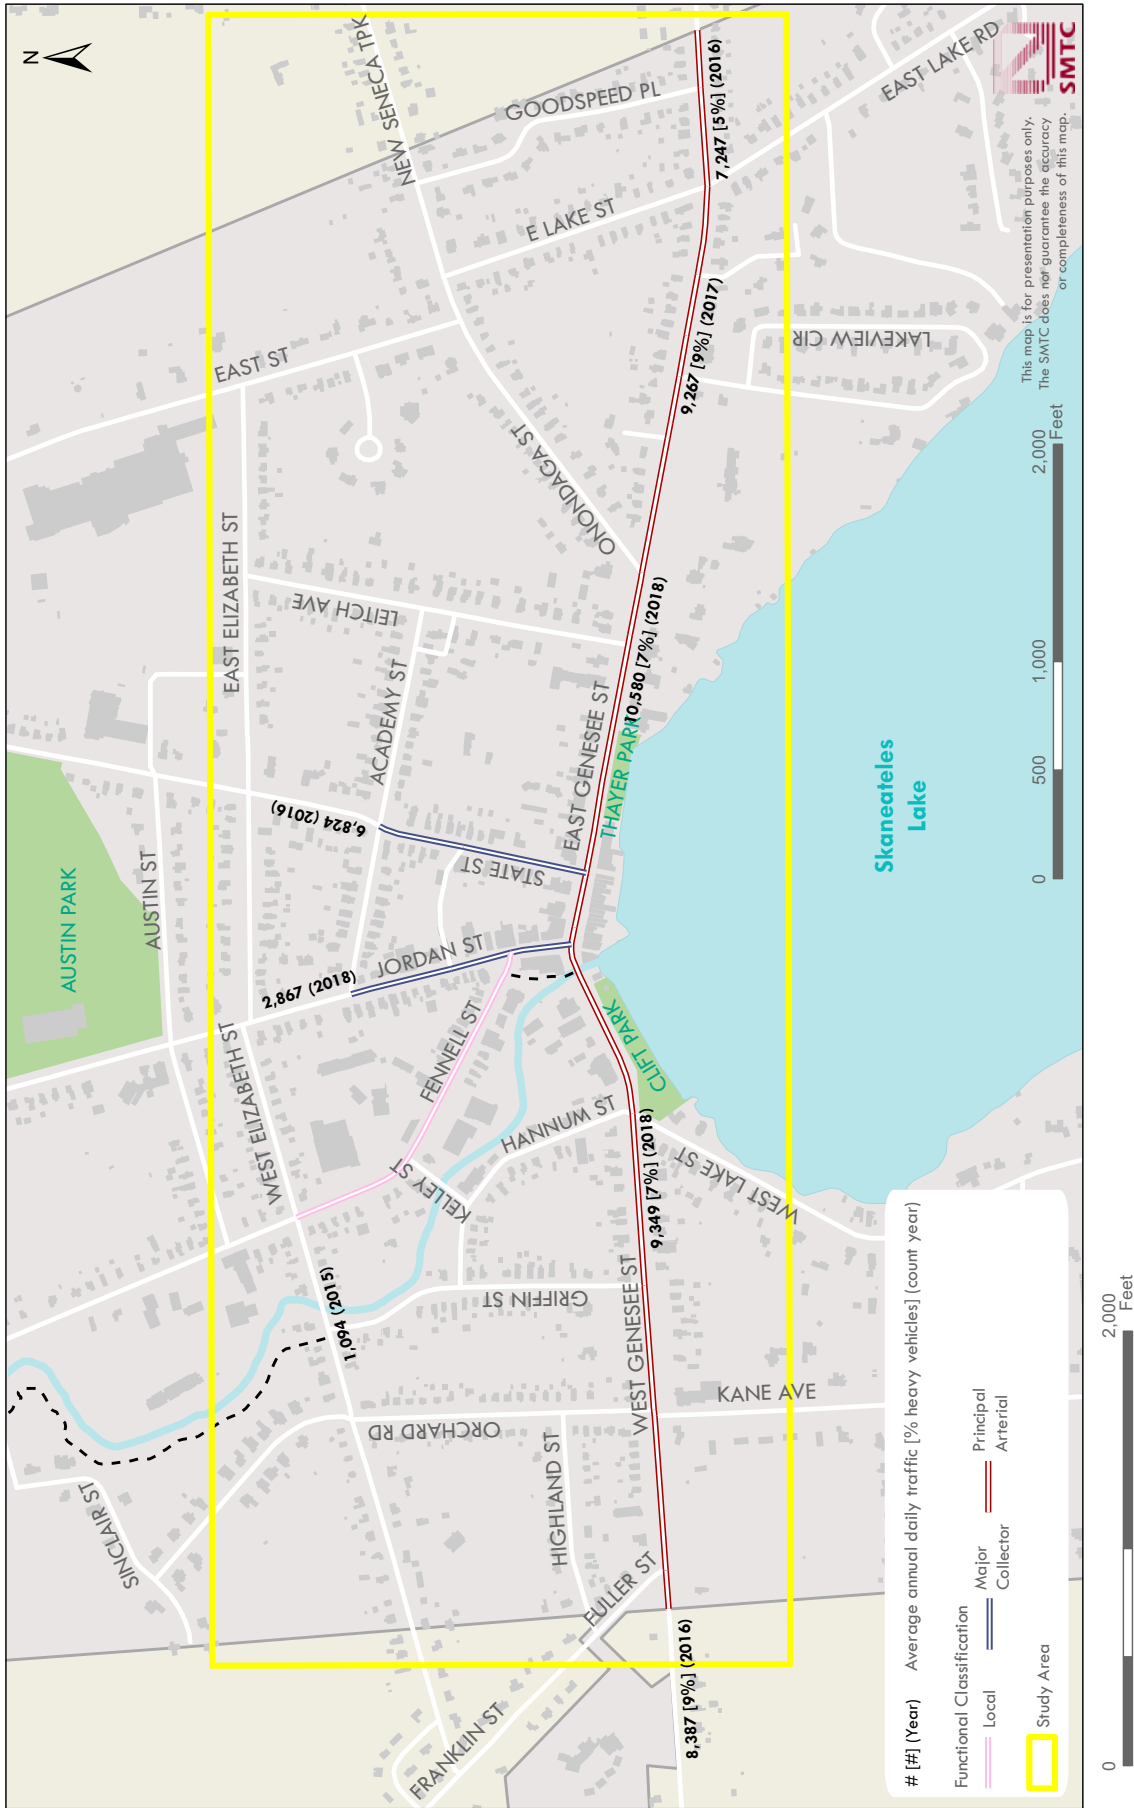 N
NEW SENECA TPK
GOODSPEED PL
E LAKE ST
EAST LAKE RD
7,247 [5%] (2016)
SMTC
This map is for presentation purposes only.
The SMTC does not guarantee the accuracy
or completeness of this map.
EAST ST
9,267 [9%] (2017)
LAKEVIEW CIR
ONONDAGA ST
EAST ELIZABETH ST
LEITCH AVE
ACADEMY ST
10,580 [7%] (2018)
EAST GENESEE ST
THAYER PARK
6,824 (2016)
STATE ST
AUSTIN PARK
AUSTIN ST
JORDAN ST
2,867 (2018)
Skaneateles
Lake
0
500
1,000
2,000
Feet
WEST ELIZABETH ST
FENNELL ST
CLIFT PARK
HANNUM ST
KELLEY ST
WEST LAKE ST
9,349 [7%] (2018)
1,094 (2015)
GRIFFIN ST
WEST GENESEE ST
KANE AVE
ORCHARD RD
HIGHLAND ST
SINCLAIR ST
FULLER ST
FRANKLIN ST
8,387 [9%] (2016)
# [#] (Year)
Average annual daily traffic [% heavy vehicles] (count year)
Functional Classification
Local
Major
Collector
Principal
Arterial
Study Area
0
2,000
Feet